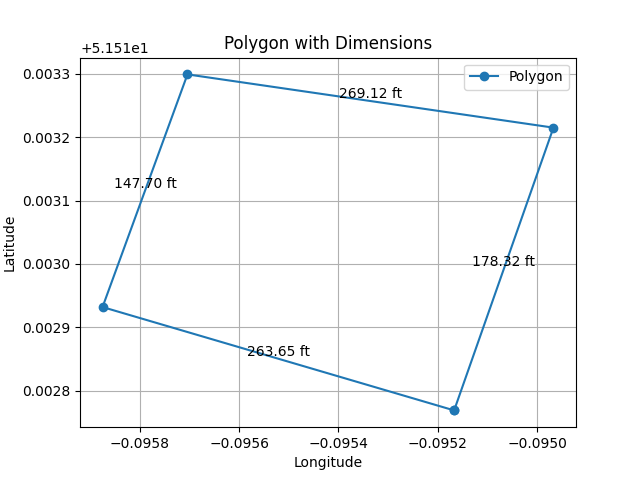 Polygon with Dimensions
+5.151e1
Polygon
0.0033
0.0032
0.0031
0.0030
0.0029
0.0028
Latitude
269.12 ft
147.70 ft
178.32 ft
263.65 ft
−0.0958
−0.0956
−0.0954
−0.0952
−0.0950
Longitude